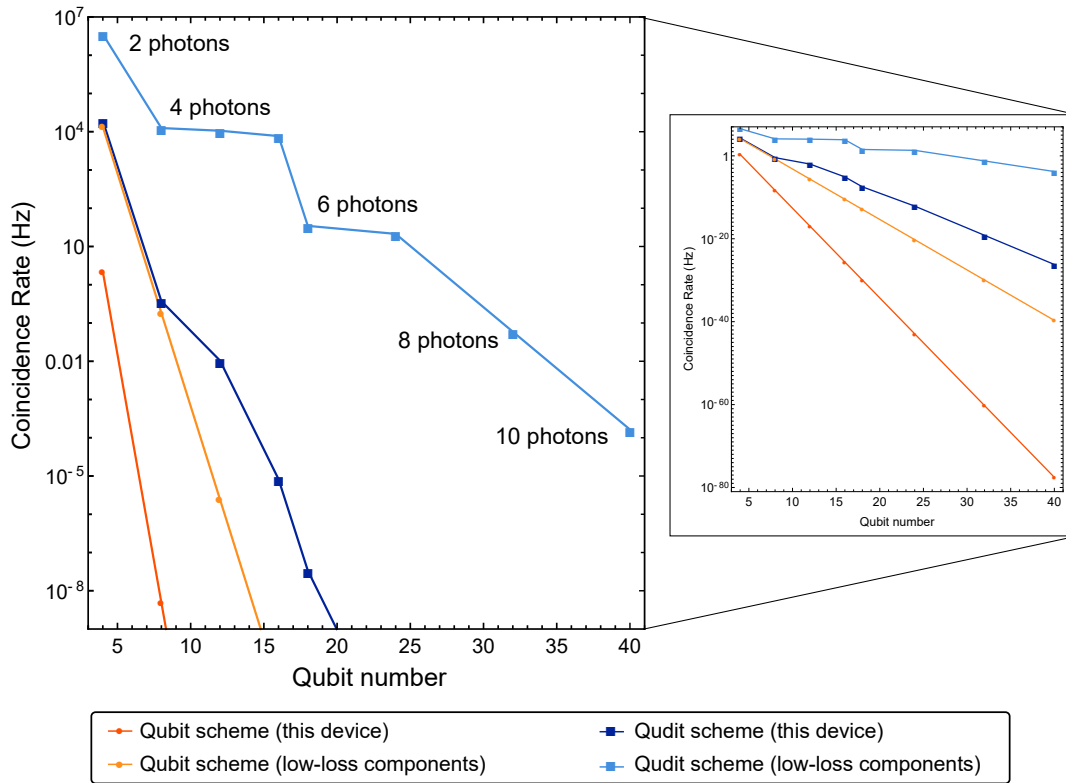 10^7
10^4
10
0.01
10^-5
10^-8
Coincidence Rate (Hz)
2 photons
4 photons
6 photons
8 photons
10 photons
5 10 15 20 25 30 35 40
Qubit number
1
10^-20
10^-40
10^-60
10^-80
Coincidence Rate (Hz)
5 10 15 20 25 30 35 40
Qubit number
Qubit scheme (this device)
Qudit scheme (this device)
Qubit scheme (low-loss components)
Qudit scheme (low-loss components)